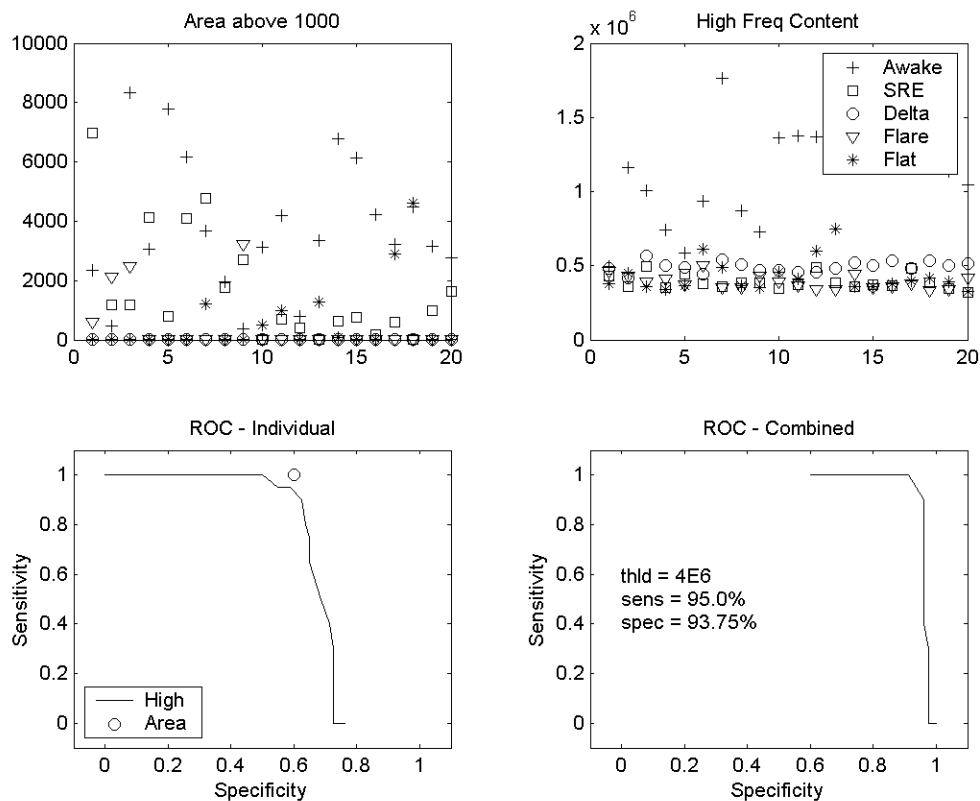 Area above 1000
10000
8000
6000
4000
2000
0
0 5 10 15 20
High Freq Content
x 10^6
2
1.5
1
0.5
0
0 5 10 15 20
Awake
SRE
Delta
Flare
Flat
ROC - Individual
Sensitivity
1
0.8
0.6
0.4
0.2
0
High
Area
0 0.2 0.4 0.6 0.8 1
Specificity
ROC - Combined
Sensitivity
1
0.8
0.6
0.4
0.2
0
thld = 4E6
sens = 95.0%
spec = 93.75%
0 0.2 0.4 0.6 0.8 1
Specificity